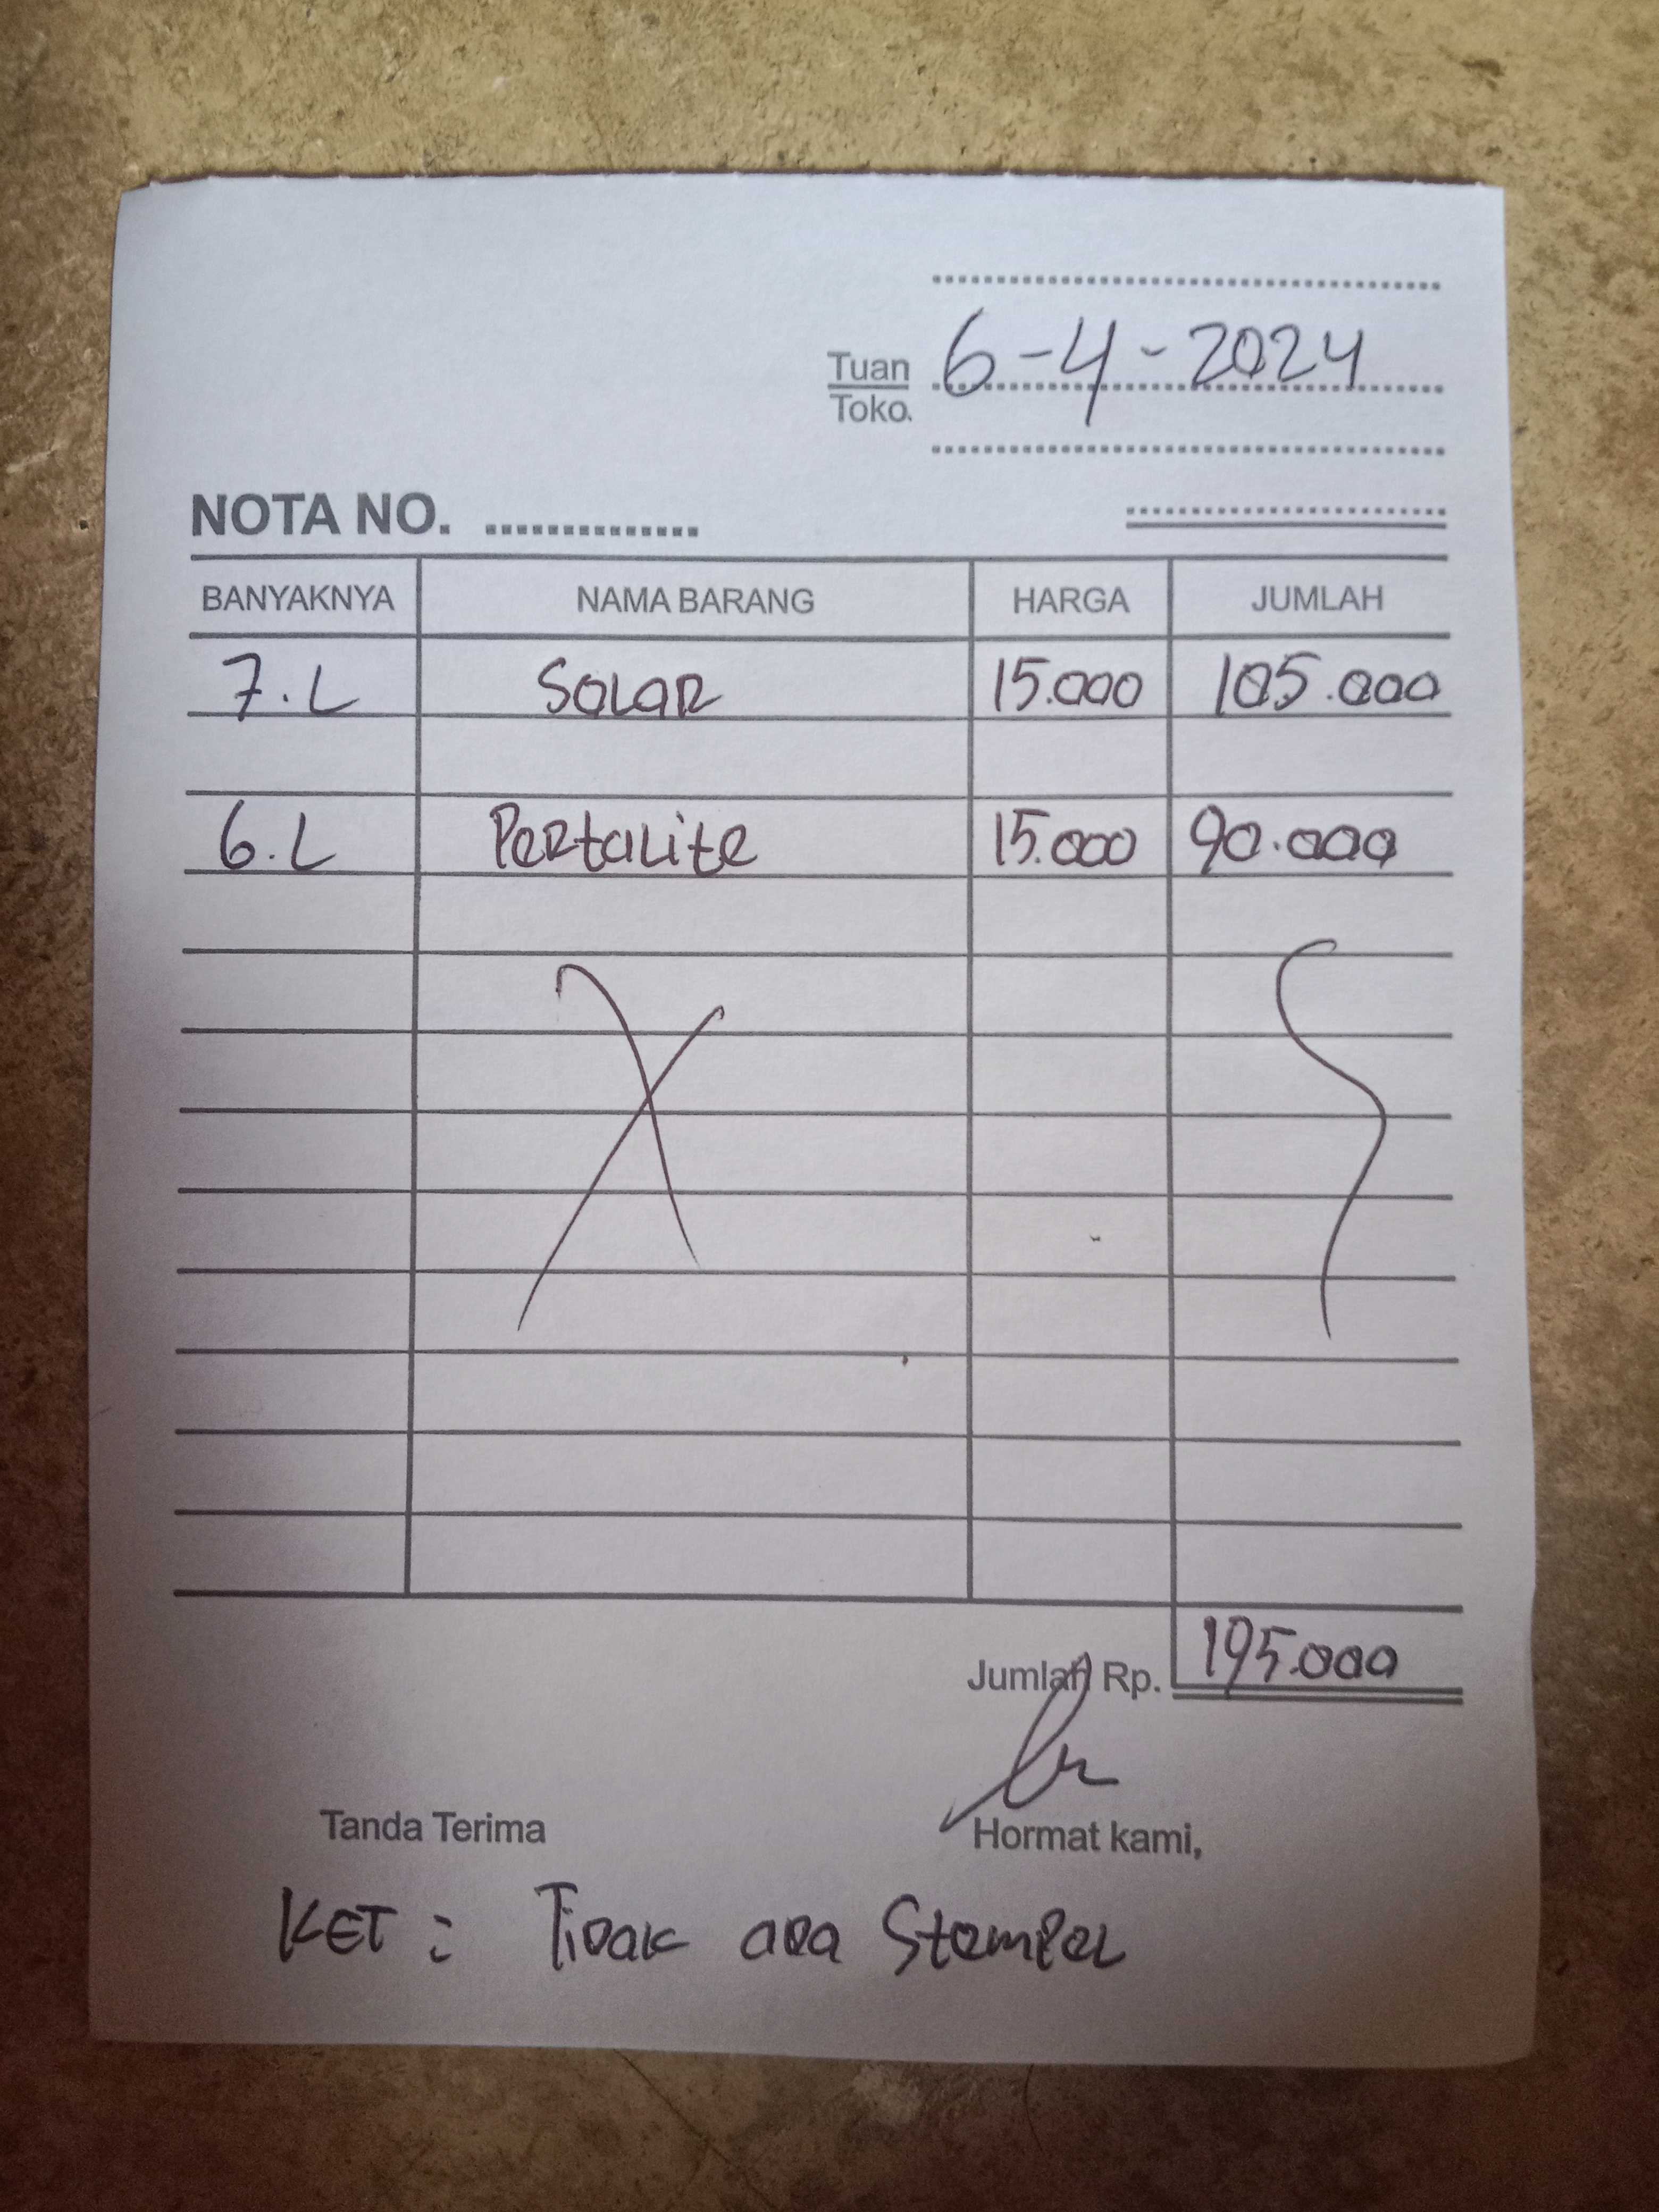 Tuan 6-4-2024
Toko.
NOTA NO. ..............
BANYAKNYA NAMA BARANG HARGA JUMLAH
7.L SOLAR 15.000 105.000
6.L PERtaLite 15.000 90.000
Jumlah Rp. 195.000
Tanda Terima Hormat kami,
KET : TiDak aDa StemPeL